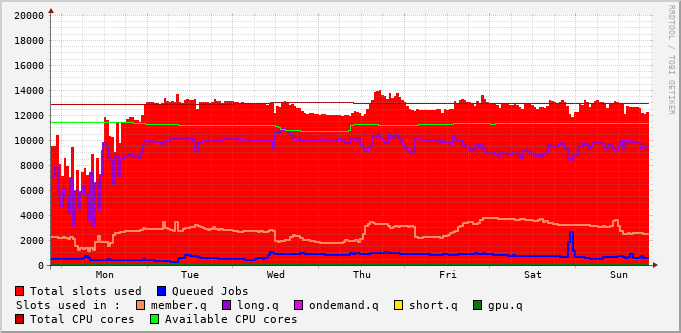 20000
18000
16000
14000
12000
10000
8000
6000
4000
2000
0
Mon Tue Wed Thu Fri Sat Sun
RRDTOOL / TOBI OETIKER
Total slots used Queued Jobs
Slots used in : member.q long.q ondemand.q short.q gpu.q
Total CPU cores Available CPU cores